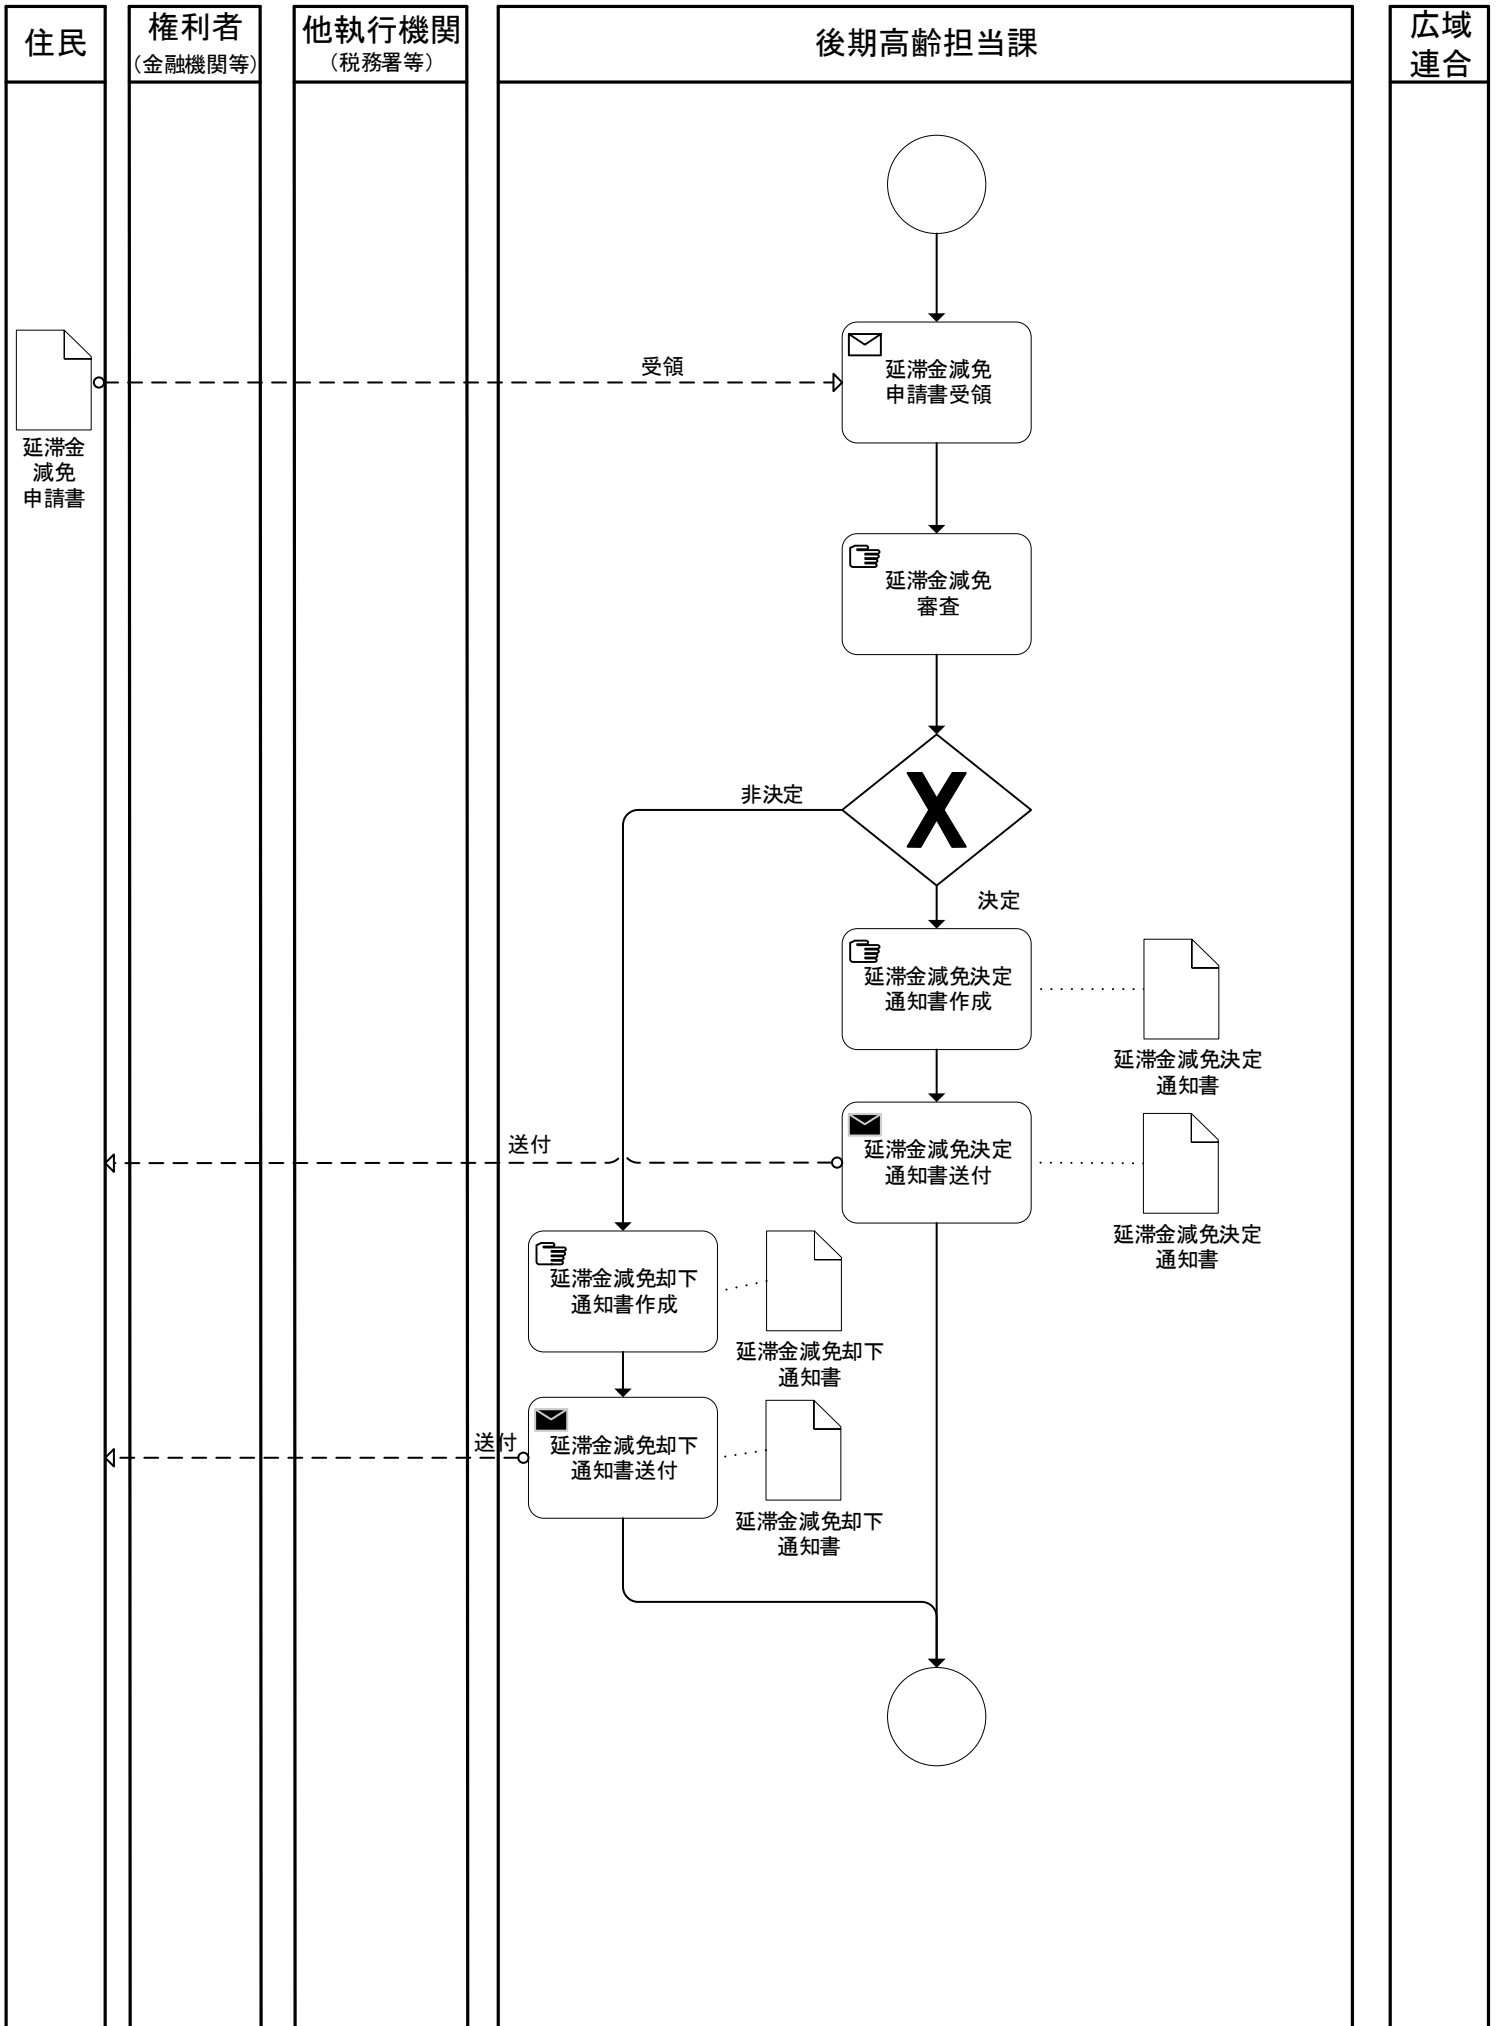 住民
権利者
（金融機関等）
他執行機関
（税務署等）
後期高齢担当課
広域
連合
受領
延滞金減免
申請書受領
延滞金
減免
申請書
延滞金減免
審査
非決定
X
決定
延滞金減免決定
通知書作成
延滞金減免決定
通知書
送付
延滞金減免決定
通知書送付
延滞金減免決定
通知書
延滞金減免却下
通知書作成
延滞金減免却下
通知書
送付
延滞金減免却下
通知書送付
延滞金減免却下
通知書